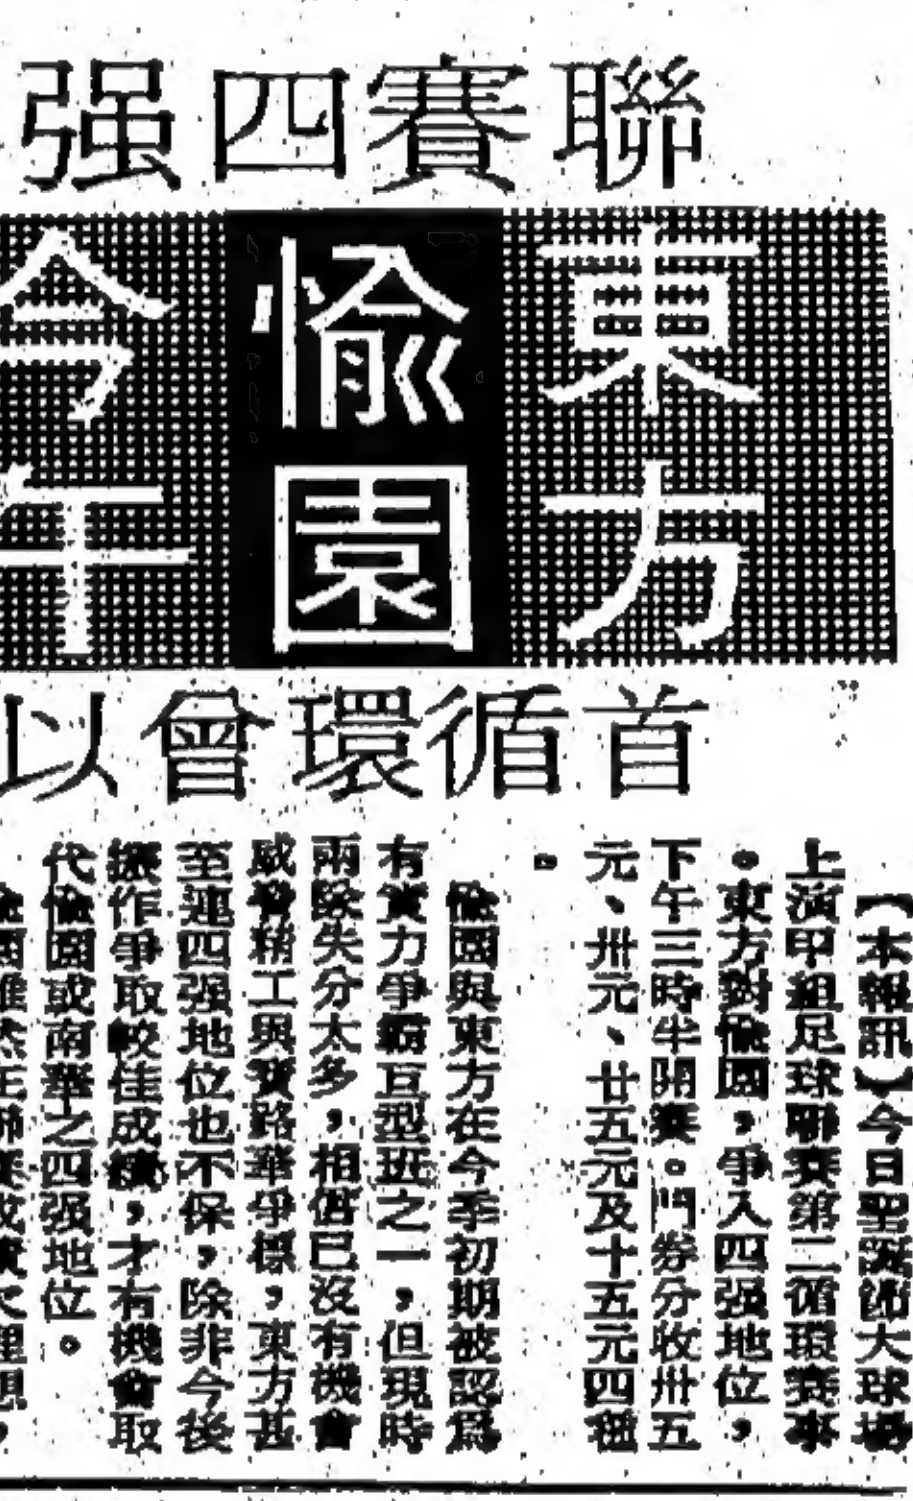 聯賽四强
東方
愉園
今午
首循環曾以
【本報訊】今日聖誕節大球塲
上演甲組足球聯賽第二循環賽事
。東方對愉園,爭入四强地位,
下午三時半開賽。門券分收卅五
元、卅元、廿五元及十五元四種
。
愉園與東方在今季初期被認爲
有實力爭霸巨型班之一,但現時
兩隊失分太多,相信已沒有機會
威脅精工與寶路華爭標,東方甚
至連四强地位也不保,除非今後
振作爭取較佳成績,才有機會取
代愉園或南華之四强地位。